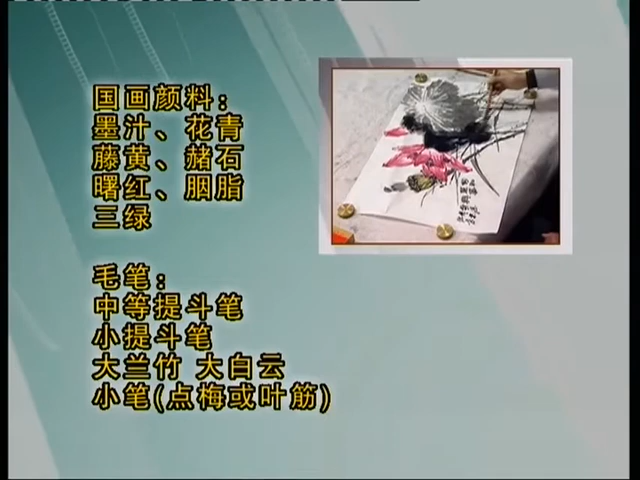 国画颜料:
墨汁、花青
藤黄、赭石
曙红、胭脂
三绿
毛笔:
中等提斗笔
小提斗笔
大兰竹 大白云
小笔(点梅或叶筋)